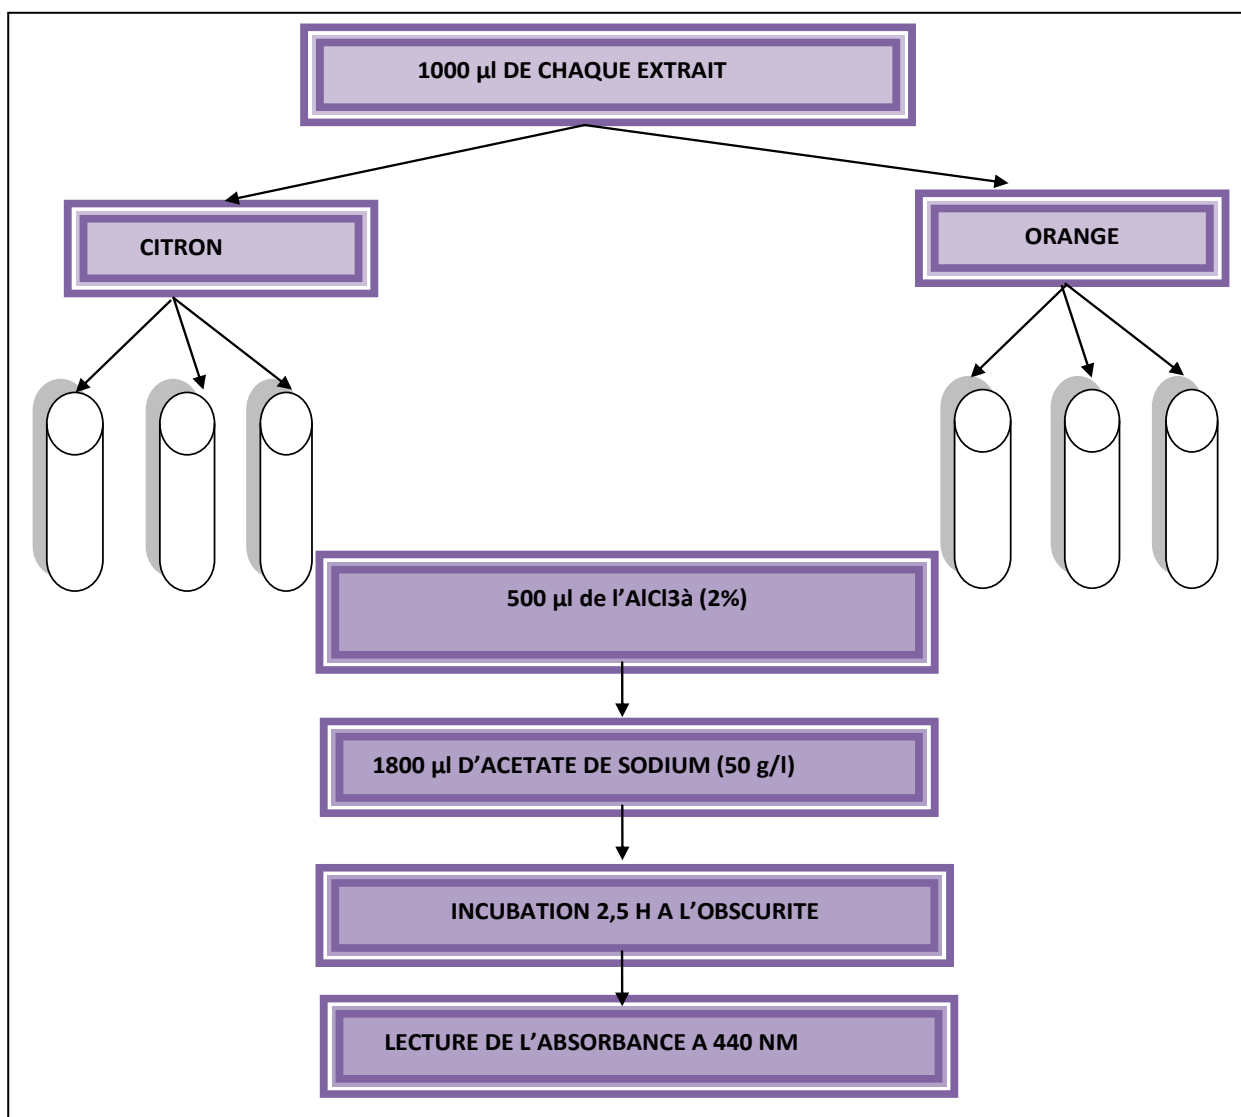 1000 µl DE CHAQUE EXTRAIT
CITRON
ORANGE
500 µl de l’AlCl3à (2%)
1800 µl D’ACETATE DE SODIUM (50 g/l)
INCUBATION 2,5 H A L’OBSCURITE
LECTURE DE L’ABSORBANCE A 440 NM